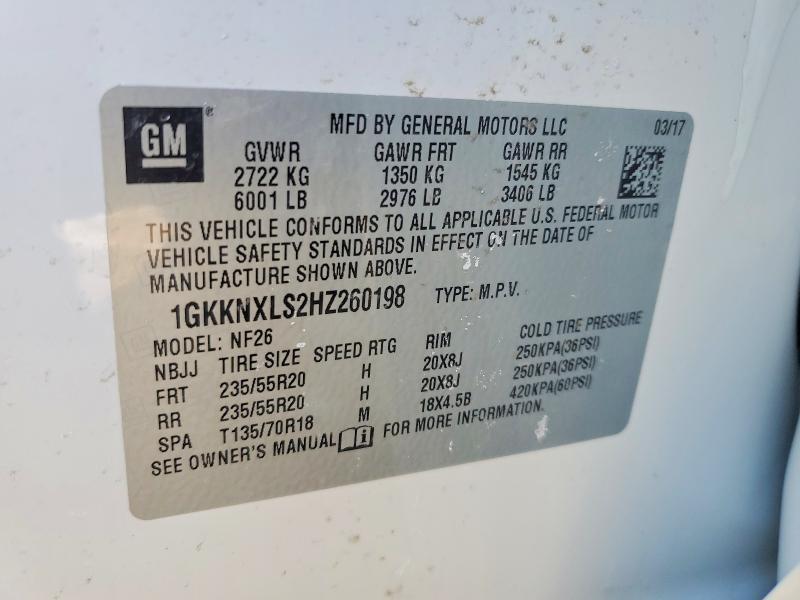 GM®
MFD BY GENERAL MOTORS LLC 03/17
GVWR GAWR FRT GAWR RR
2722 KG 1350 KG 1545 KG
6001 LB 2976 LB 3406 LB
THIS VEHICLE CONFORMS TO ALL APPLICABLE U.S. FEDERAL MOTOR
VEHICLE SAFETY STANDARDS IN EFFECT ON THE DATE OF
MANUFACTURE SHOWN ABOVE.
1GKKNXLS2HZ260198 TYPE: M.P.V.
MODEL: NF26
NBJJ TIRE SIZE SPEED RTG RIM COLD TIRE PRESSURE
FRT 235/55R20 H 20X8J 250KPA(36PSI)
RR 235/55R20 H 20X8J 250KPA(36PSI)
SPA T135/70R18 M 18X4.5B 420KPA(60PSI)
SEE OWNER'S MANUAL i FOR MORE INFORMATION.